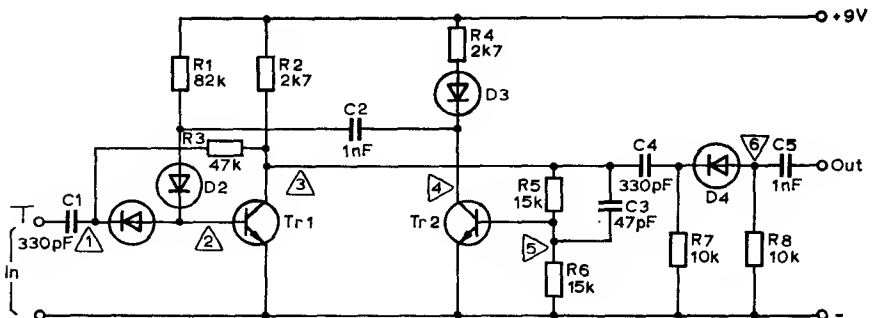 +9V
R4
2k7
R1
82k
R2
2k7
D3
C2
1nF
R3
47k
D2
C4
330pF
6
C5
1nF
Out
D4
3
4
R5
15k
C3
47pF
C1
330pF
1
2
Tr1
Tr2
5
R7
10k
R8
10k
In
R6
15k
-